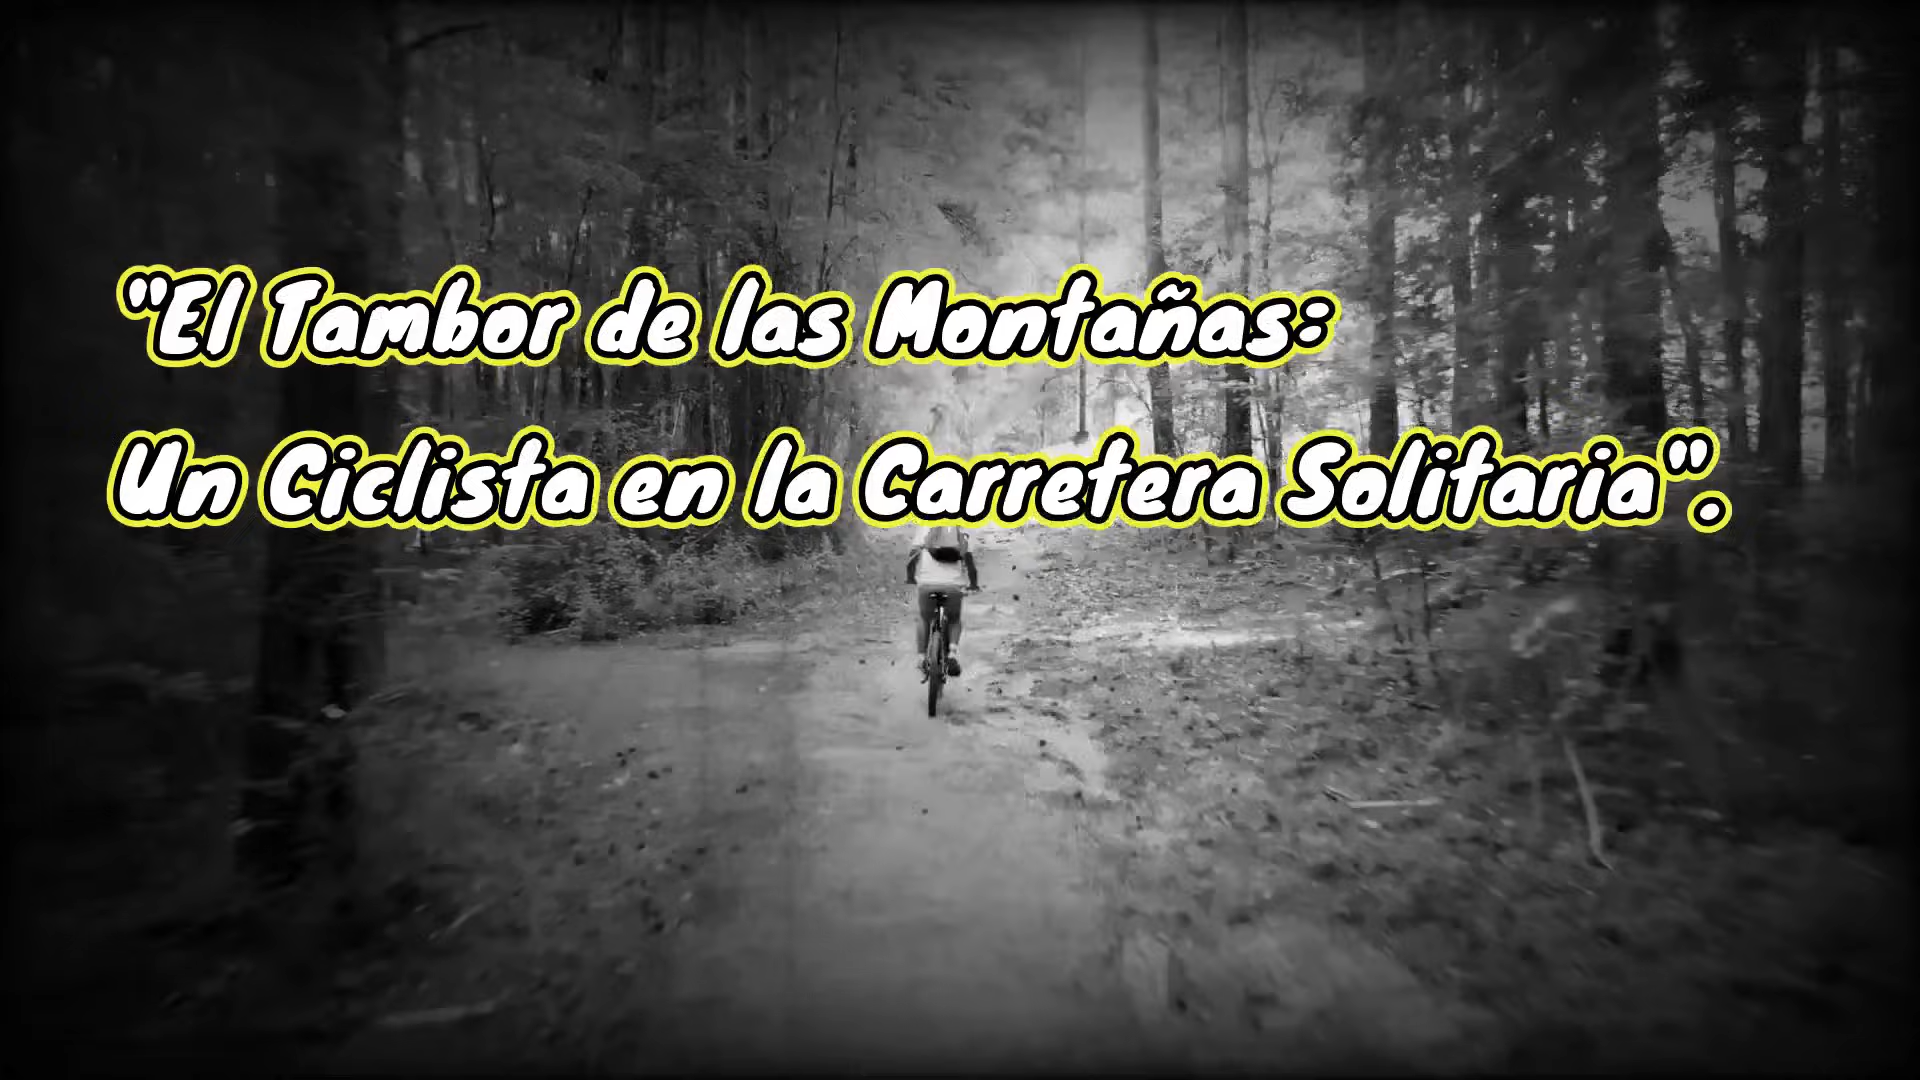 "El Tambor de las Montañas:
Un Ciclista en la Carretera Solitaria".